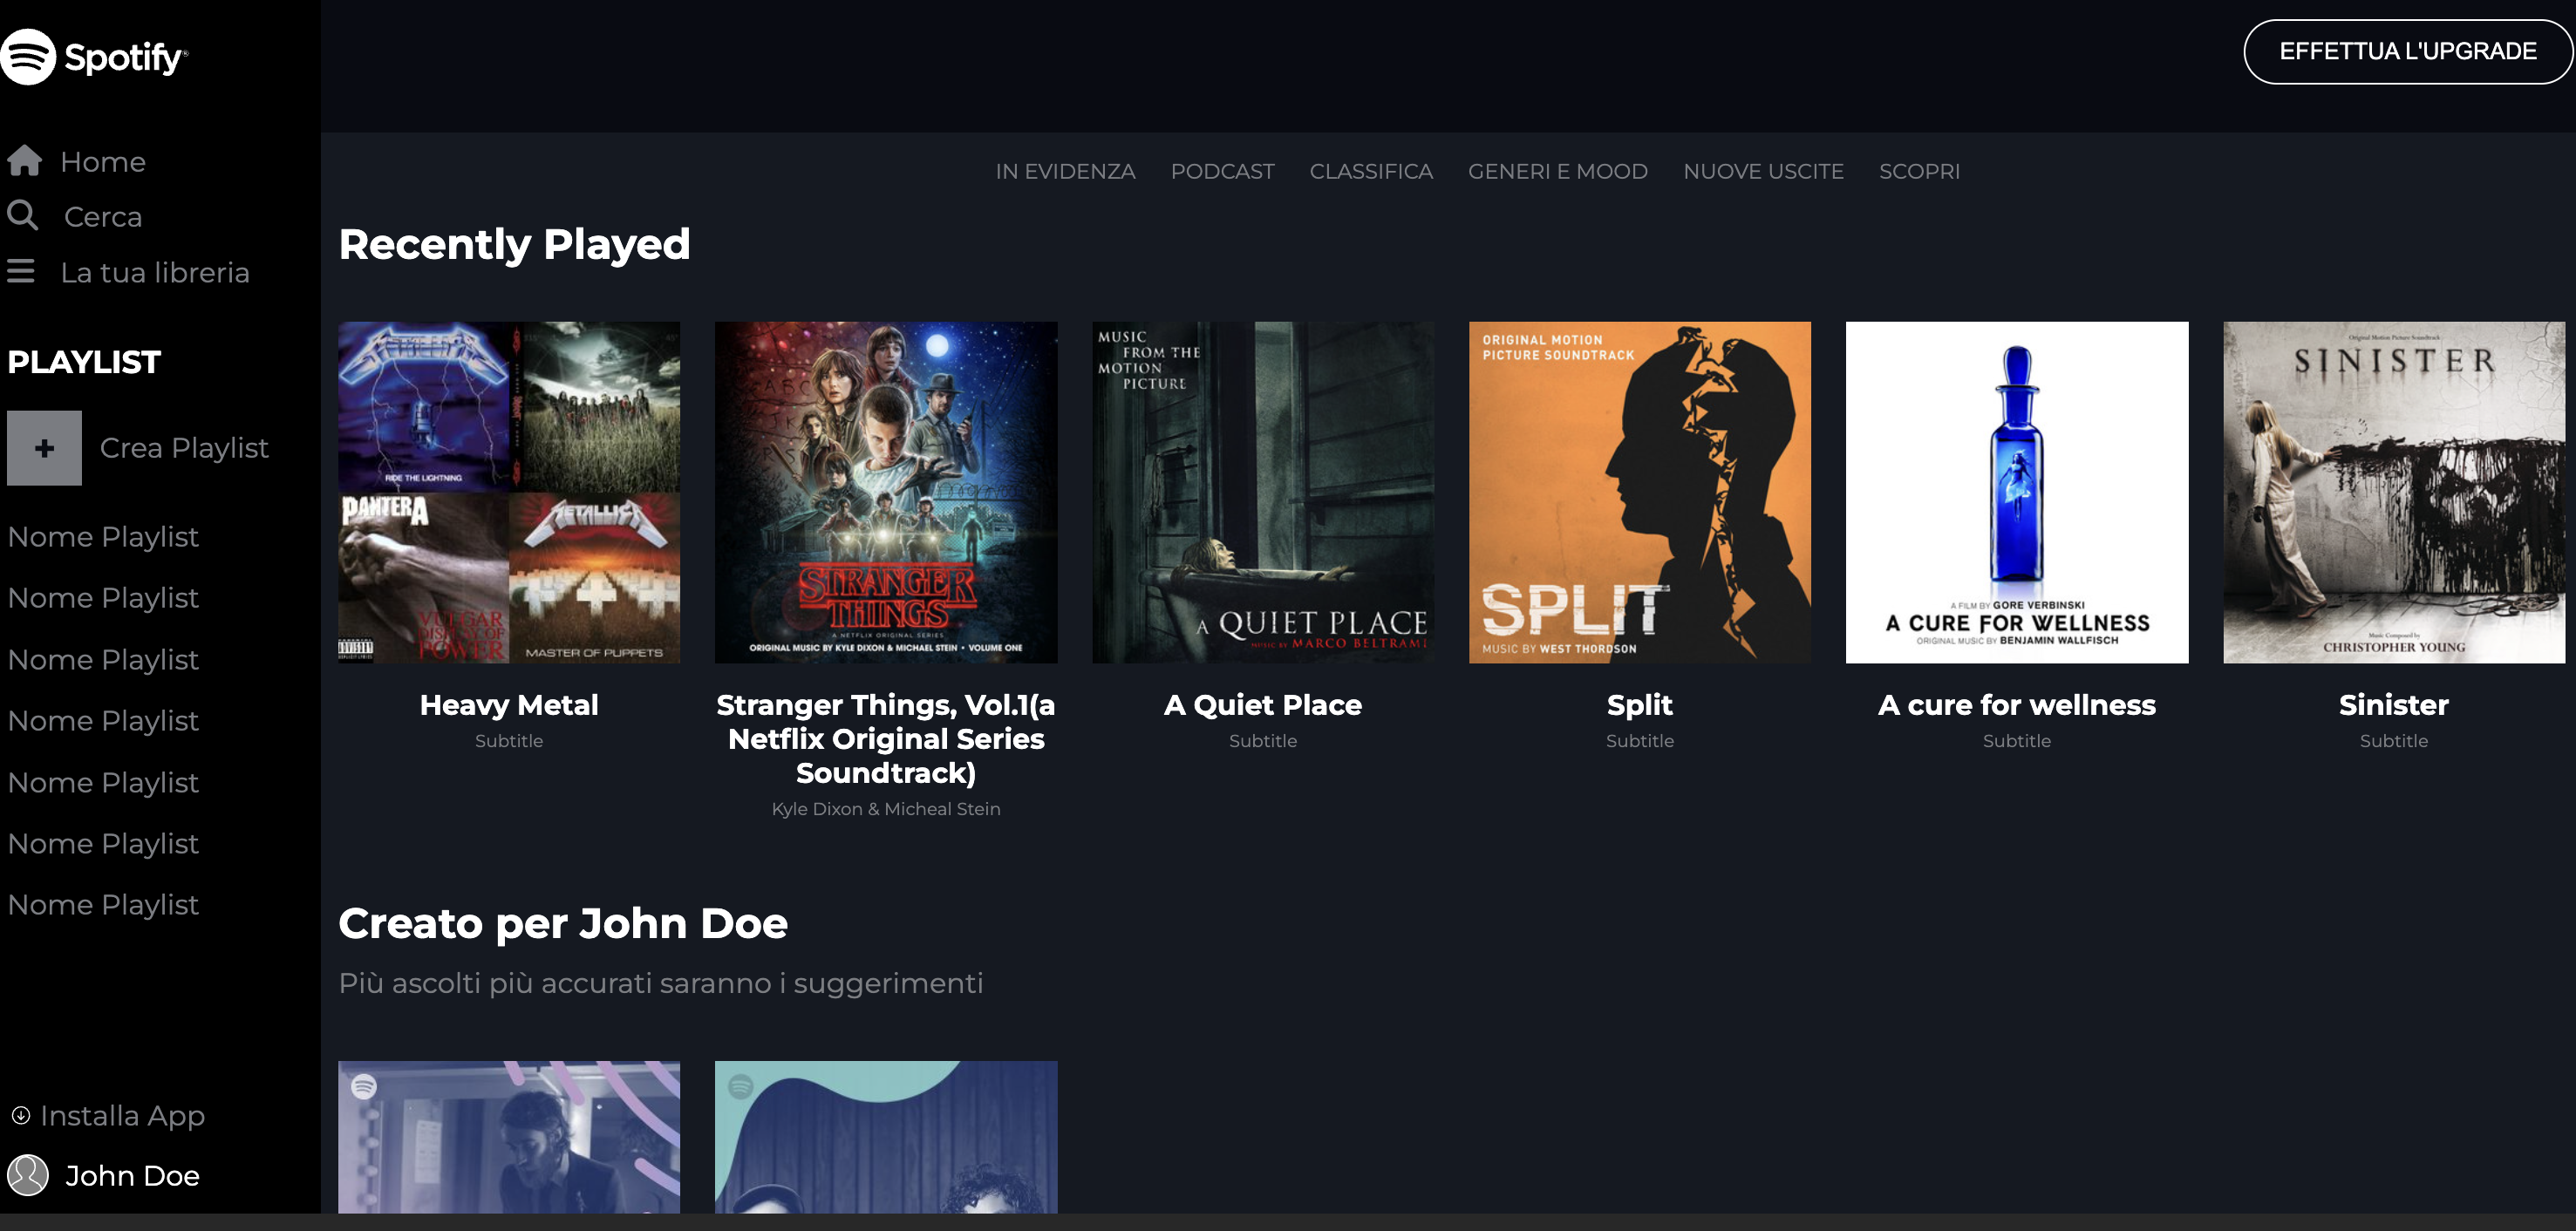 Spotify®
EFFETTUA L'UPGRADE
Home
Cerca
La tua libreria
PLAYLIST
+ Crea Playlist
Nome Playlist
Nome Playlist
Nome Playlist
Nome Playlist
Nome Playlist
Nome Playlist
Nome Playlist
Installa App
John Doe
IN EVIDENZA PODCAST CLASSIFICA GENERI E MOOD NUOVE USCITE SCOPRI
Recently Played
METALLICA
RIDE THE LIGHTNING
PANTERA
VULGAR
DISPLAY OF
POWER
METALLICA
MASTER OF PUPPETS
Heavy Metal
Subtitle
STRANGER
THINGS
A NETFLIX ORIGINAL SERIES
ORIGINAL MUSIC BY KYLE DIXON & MICHAEL STEIN • VOLUME ONE
Stranger Things, Vol.1(a
Netflix Original Series
Soundtrack)
Kyle Dixon & Micheal Stein
MUSIC
FROM THE
MOTION
PICTURE
A QUIET PLACE
MUSIC BY MARCO BELTRAMI
A Quiet Place
Subtitle
ORIGINAL MOTION
PICTURE SOUNDTRACK
SPLIT
MUSIC BY WEST THORDSON
Split
Subtitle
A FILM BY GORE VERBINSKI
A CURE FOR WELLNESS
ORIGINAL MUSIC BY BENJAMIN WALLFISCH
A cure for wellness
Subtitle
Original Motion Picture Soundtrack
SINISTER
Music Composed by
CHRISTOPHER YOUNG
Sinister
Subtitle
Creato per John Doe
Più ascolti più accurati saranno i suggerimenti